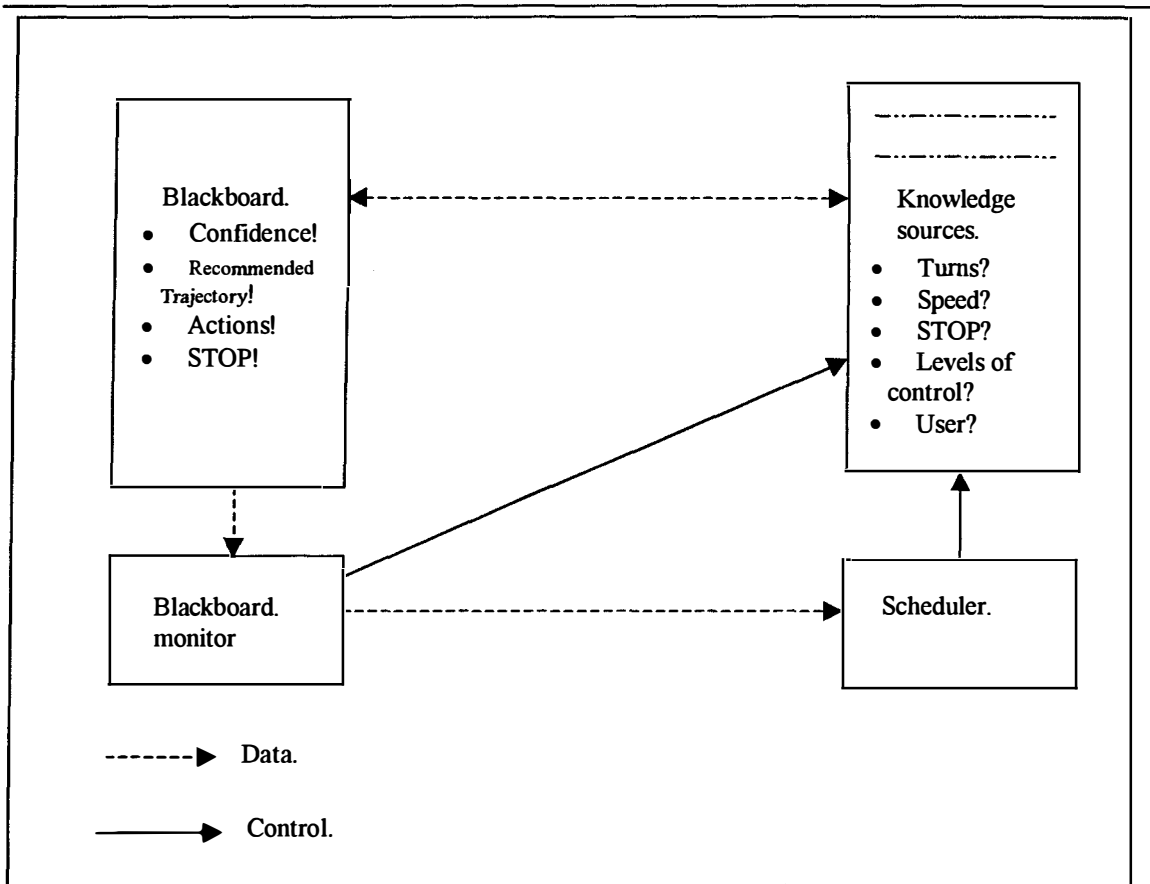 Blackboard.
• Confidence!
• Recommended
Trajectory!
• Actions!
• STOP!
Knowledge
sources.
• Turns?
• Speed?
• STOP?
• Levels of
control?
• User?
Blackboard.
monitor
Scheduler.
Data.
Control.